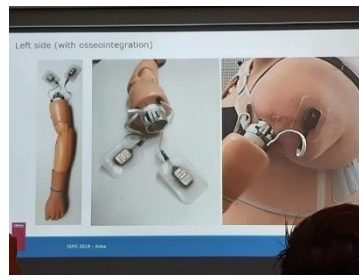 Left side (with osseointegration)
ISPO 2019 – Kobe